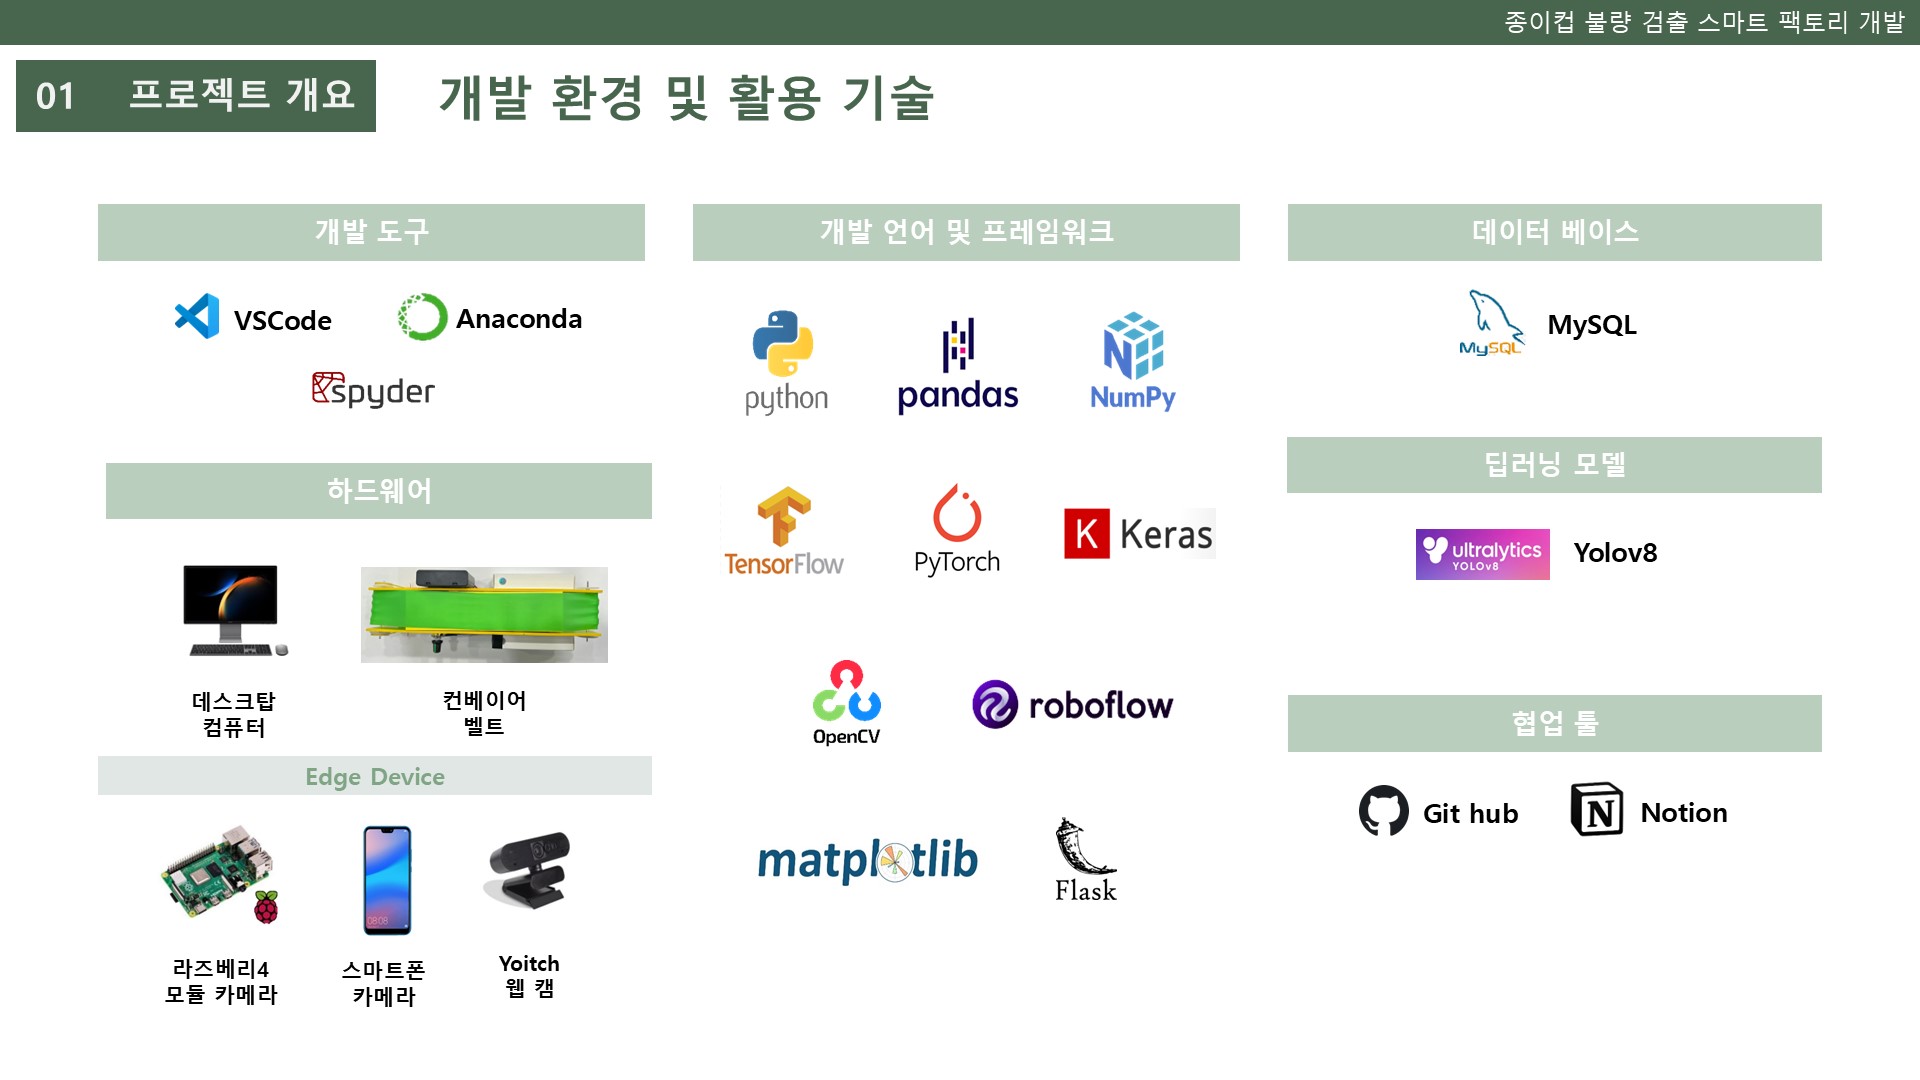 종이컵 불량 검출 스마트 팩토리 개발
01 프로젝트 개요
개발 환경 및 활용 기술
개발 도구
VSCode
Anaconda
spyder
하드웨어
데스크탑
컴퓨터
컨베이어
벨트
Edge Device
라즈베리4
모듈 카메라
08:08
스마트폰
카메라
Yoitch
웹 캠
개발 언어 및 프레임워크
python
pandas
NumPy
TensorFlow
PyTorch
K Keras
OpenCV
roboflow
matplotlib
Flask
데이터 베이스
MySQL
MySQL
딥러닝 모델
ultralytics
YOLOv8
Yolov8
협업 툴
Git hub
N
Notion